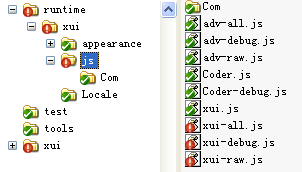 runtime
xui
appearance
js
Com
Locale
test
tools
xui
Com
adv-all.js
adv-debug.js
adv-raw.js
Coder.js
Coder-debug.js
xui.js
xui-all.js
xui-debug.js
xui-raw.js